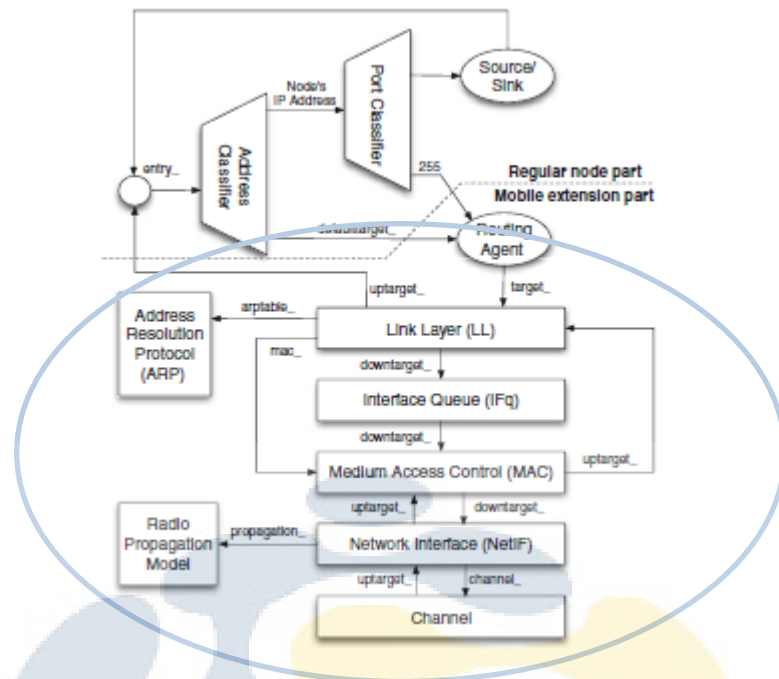 Source/
Sink
Port Classifier
Node's
IP Address
Address
Classifier
entry_
255
Regular node part
Mobile extension part
defaulttarget_
Routing
Agent
uptarget_
target_
Address
Resolution
Protocol
(ARP)
arptable_
Link Layer (LL)
mac_
downtarget_
Interface Queue (IFq)
downtarget_
Medium Access Control (MAC)
uptarget_
uptarget_
downtarget_
Radio
Propagation
Model
propagation_
Network Interface (NetIF)
uptarget_
channel_
Channel